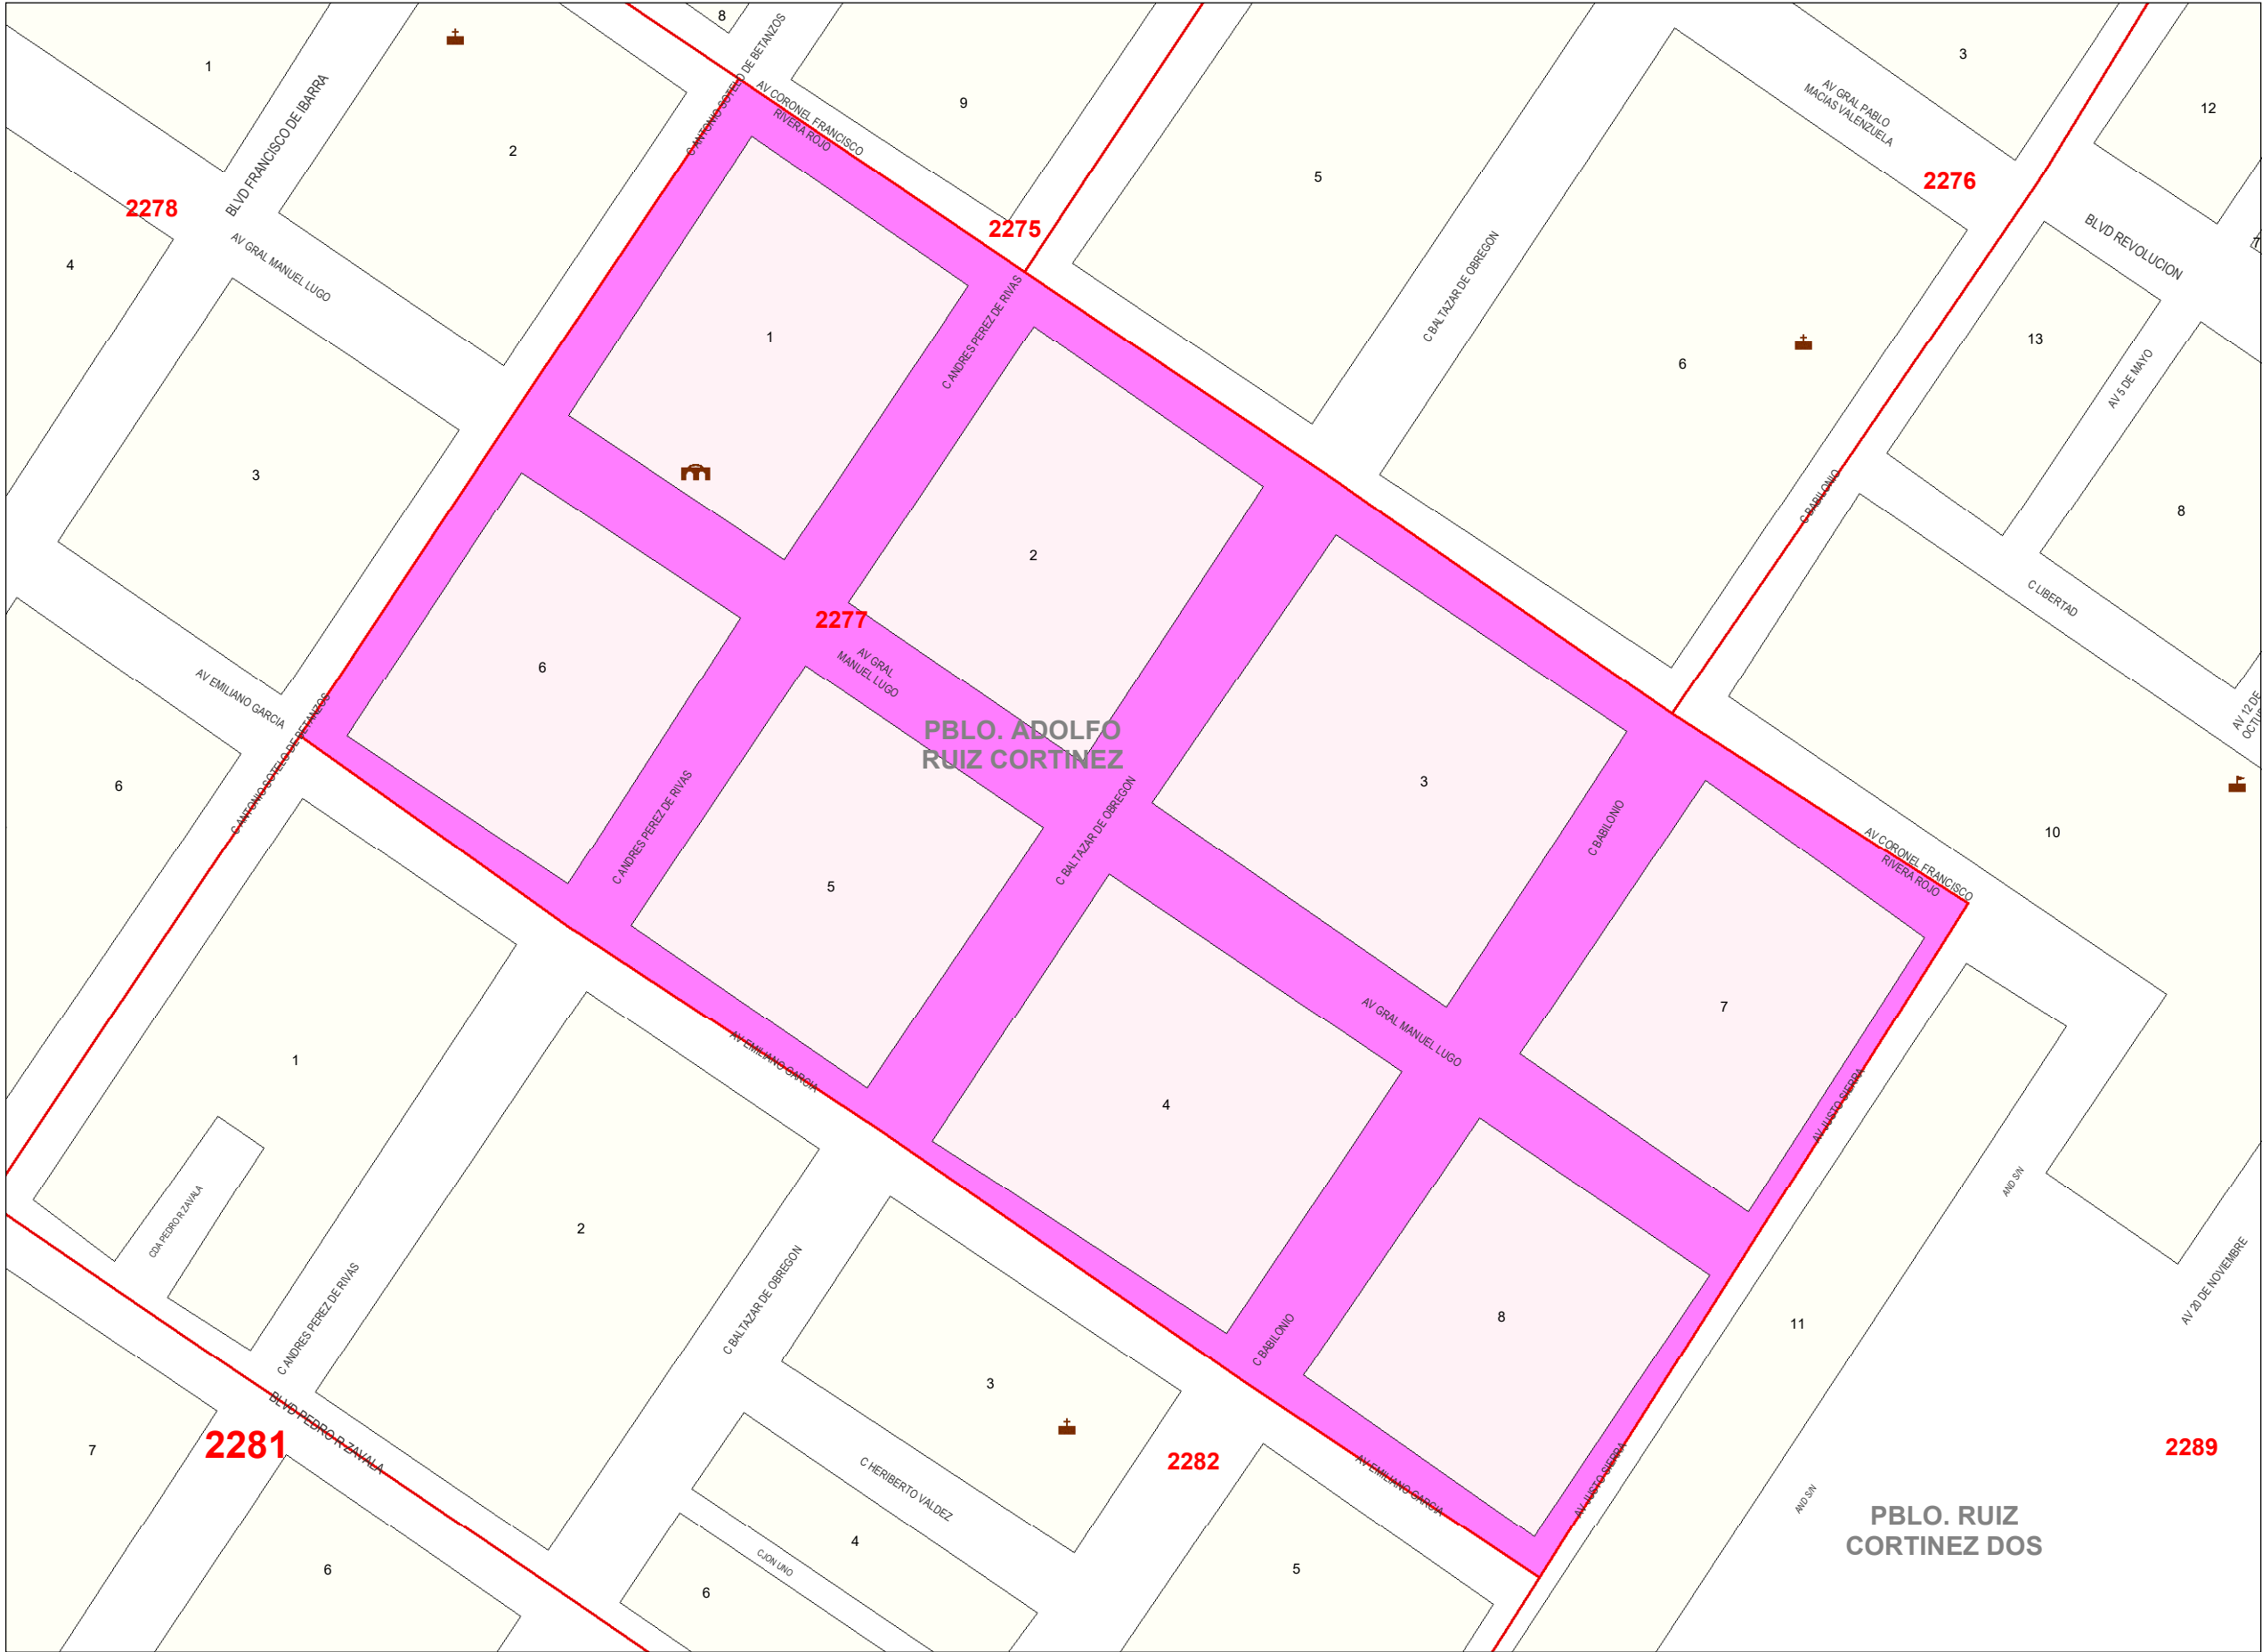 8
1
BLVD FRANCISCO DE IBARRA
2
C ANTONIO SOTELO DE BETANZOS
AV CORONEL FRANCISCO
RIVERA ROJO
9
5
3
AV GRAL PABLO
MACIAS VALENZUELA
12
2276
2278
2275
AV GRAL MANUEL LUGO
4
C BALTAZAR DE OBREGON
BLVD REVOLUCION
1
C ANDRES PEREZ DE RIVAS
6
13
AV 5 DE MAYO
3
8
C BABILONIO
2
C LIBERTAD
2277
AV GRAL
MANUEL LUGO
6
AV EMILIANO GARCIA
C ANTONIO SOTELO DE BETANZOS
AV 12 DE
PBLO. ADOLFO
RUIZ CORTINEZ
6
C ANDRES PEREZ DE RIVAS
5
C BALTAZAR DE OBREGON
3
C BABILONIO
10
AV CORONEL FRANCISCO
RIVERA ROJO
7
AV GRAL MANUEL LUGO
AV EMILIANO GARCIA
1
4
AV JUSTO SIERRA
AND S/N
CDA PEDRO R ZAVALA
2
C ANDRES PEREZ DE RIVAS
C BALTAZAR DE OBREGON
C BABILONIO
8
11
AV 20 DE NOVIEMBRE
3
BLVD PEDRO R ZAVALA
2281
7
2282
2289
C HERIBERTO VALDEZ
AV EMILIANO GARCIA
AV JUSTO SIERRA
AND S/N
PBLO. RUIZ
CORTINEZ DOS
4
CJON UNO
5
6
6